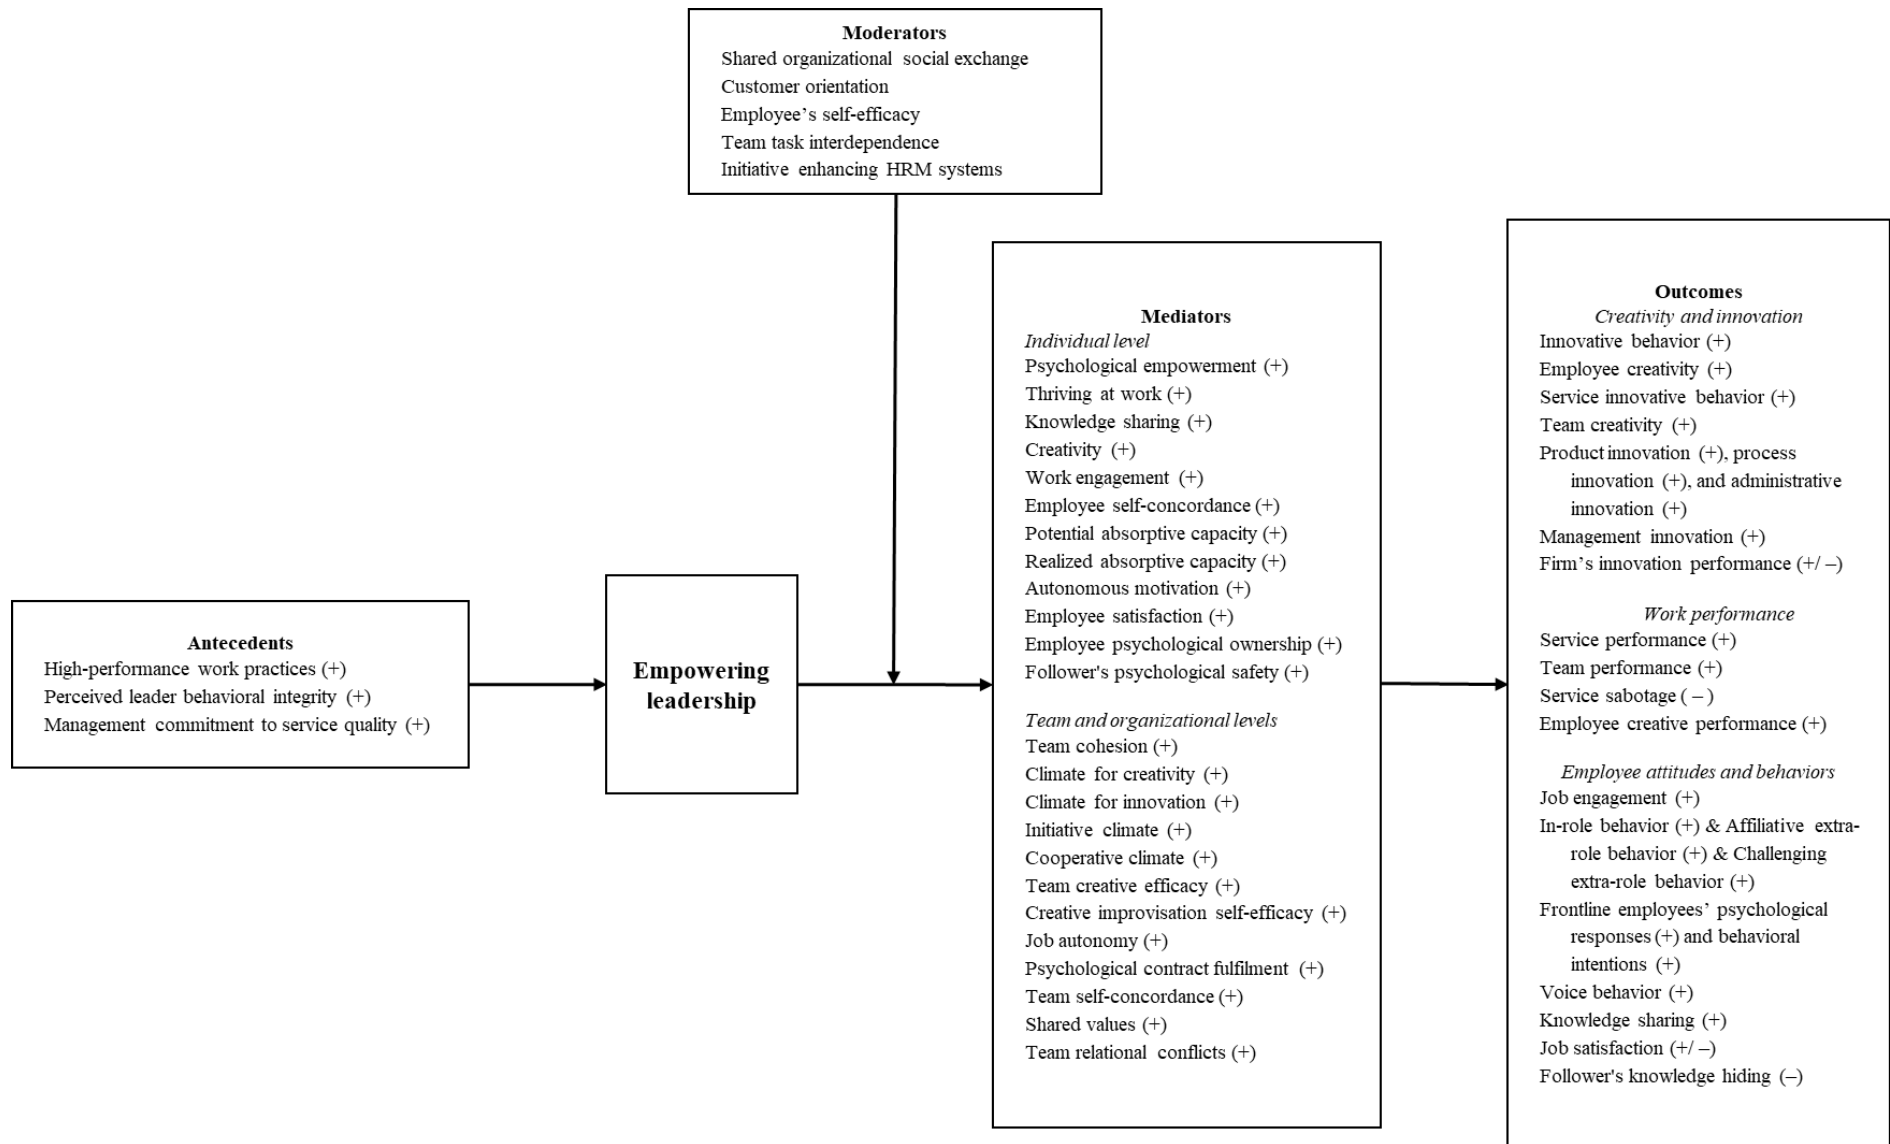 Moderators
Shared organizational social exchange
Customer orientation
Employee’s self-efficacy
Team task interdependence
Initiative enhancing HRM systems
Antecedents
High-performance work practices (+)
Perceived leader behavioral integrity (+)
Management commitment to service quality (+)
Empowering
leadership
Mediators
Individual level
Psychological empowerment (+)
Thriving at work (+)
Knowledge sharing (+)
Creativity (+)
Work engagement (+)
Employee self-concordance (+)
Potential absorptive capacity (+)
Realized absorptive capacity (+)
Autonomous motivation (+)
Employee satisfaction (+)
Employee psychological ownership (+)
Follower's psychological safety (+)
Team and organizational levels
Team cohesion (+)
Climate for creativity (+)
Climate for innovation (+)
Initiative climate (+)
Cooperative climate (+)
Team creative efficacy (+)
Creative improvisation self-efficacy (+)
Job autonomy (+)
Psychological contract fulfilment (+)
Team self-concordance (+)
Shared values (+)
Team relational conflicts (+)
Outcomes
Creativity and innovation
Innovative behavior (+)
Employee creativity (+)
Service innovative behavior (+)
Team creativity (+)
Product innovation (+), process
innovation (+), and administrative
innovation (+)
Management innovation (+)
Firm’s innovation performance (+/ –)
Work performance
Service performance (+)
Team performance (+)
Service sabotage ( – )
Employee creative performance (+)
Employee attitudes and behaviors
Job engagement (+)
In-role behavior (+) & Affiliative extra-
role behavior (+) & Challenging
extra-role behavior (+)
Frontline employees’ psychological
responses (+) and behavioral
intentions (+)
Voice behavior (+)
Knowledge sharing (+)
Job satisfaction (+/ –)
Follower's knowledge hiding (–)